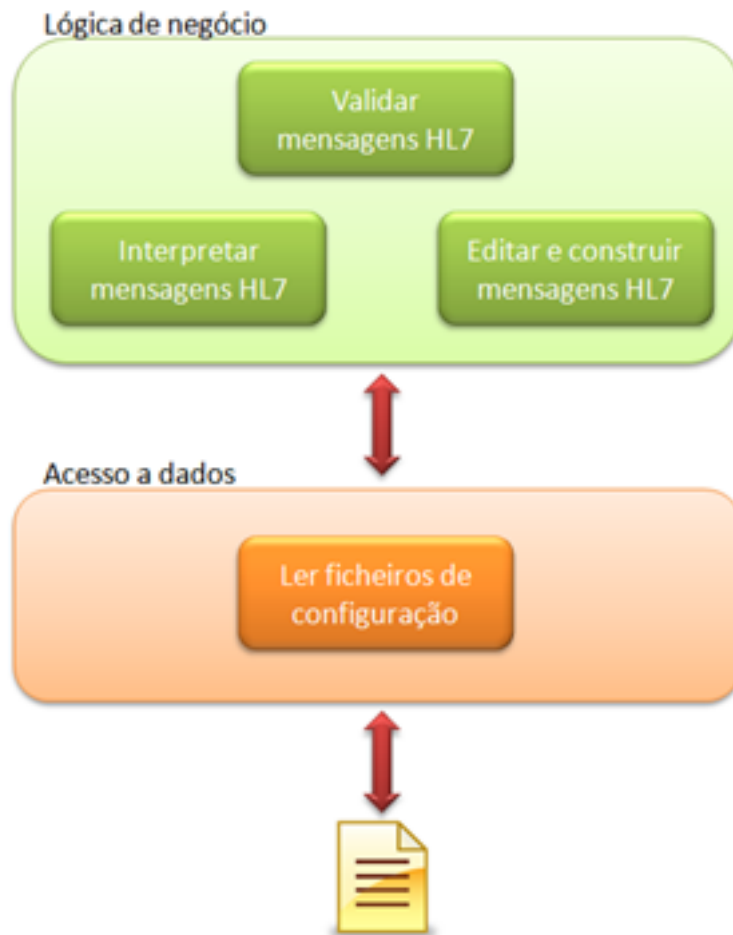 Lógica de negócio
Validar
mensagens HL7
Interpretar
mensagens HL7
Editar e construir
mensagens HL7
Acesso a dados
Ler ficheiros de
configuração